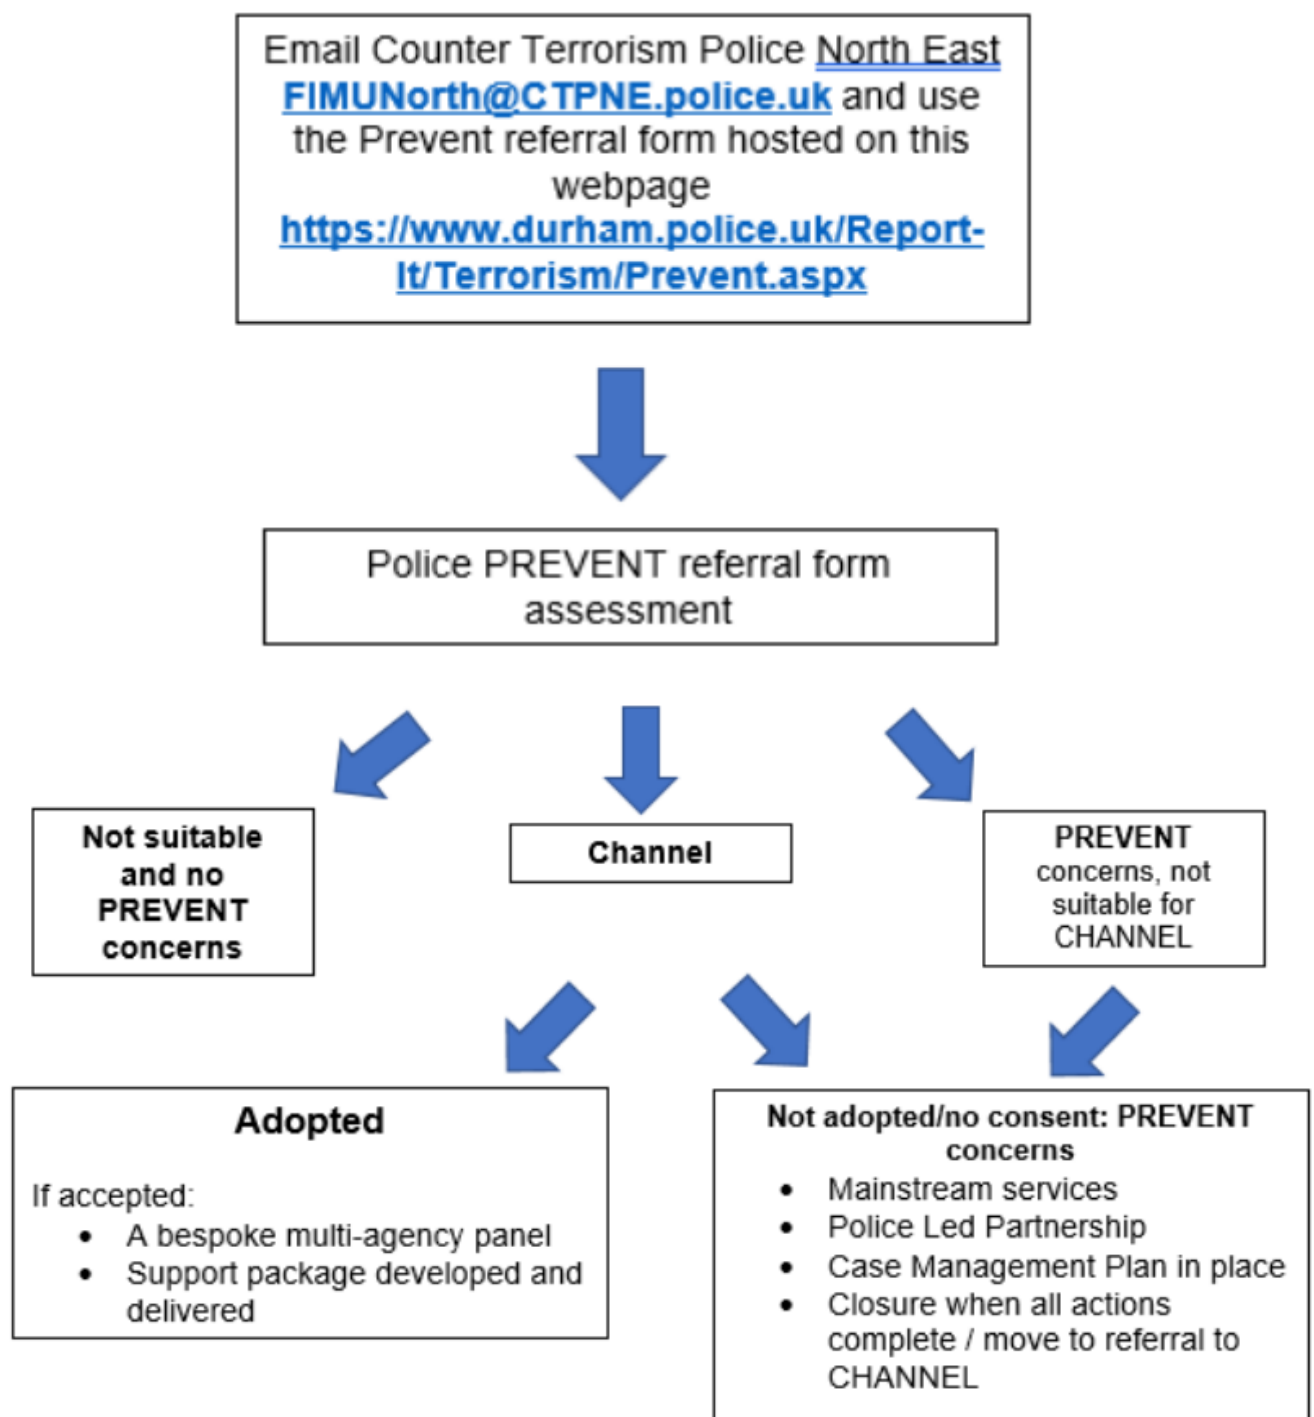 Email Counter Terrorism Police North East
FIMUNorth@CTPNE.police.uk and use
the Prevent referral form hosted on this
webpage
https://www.durham.police.uk/Report-
It/Terrorism/Prevent.aspx
Police PREVENT referral form
assessment
Not suitable
and no
PREVENT
concerns
Channel
PREVENT
concerns, not
suitable for
CHANNEL
Adopted
If accepted:
• A bespoke multi-agency panel
• Support package developed and
delivered
Not adopted/no consent: PREVENT
concerns
• Mainstream services
• Police Led Partnership
• Case Management Plan in place
• Closure when all actions
complete / move to referral to
CHANNEL